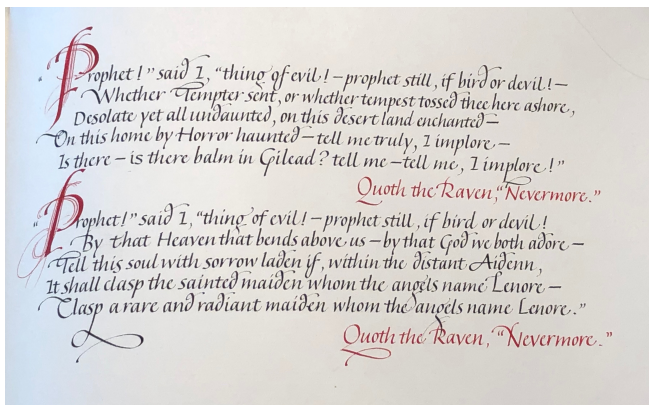 "Prophet!" said I, "thing of evil! – prophet still, if bird or devil! –
Whether Tempter sent, or whether tempest tossed thee here ashore,
Desolate yet all undaunted, on this desert land enchanted –
On this home by Horror haunted – tell me truly, I implore –
Is there – is there balm in Gilead? tell me – tell me, I implore!"
Quoth the Raven, "Nevermore."
"Prophet!" said I, "thing of evil! – prophet still, if bird or devil!
By that Heaven that bends above us – by that God we both adore –
Tell this soul with sorrow laden if, within the distant Aidenn,
It shall clasp the sainted maiden whom the angels name Lenore –
Clasp a rare and radiant maiden whom the angels name Lenore."
Quoth the Raven, "Nevermore."